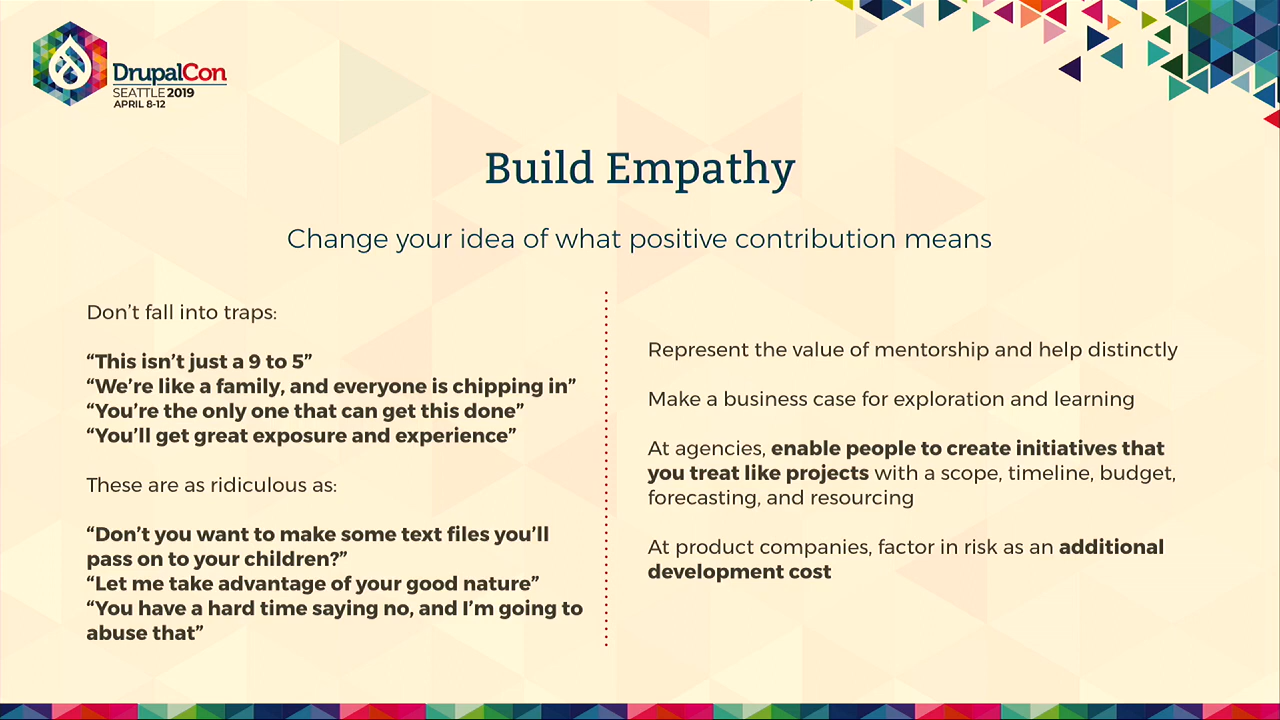 DrupalCon
SEATTLE 2019
APRIL 8-12
Build Empathy
Change your idea of what positive contribution means
Don’t fall into traps:
“This isn’t just a 9 to 5”
“We’re like a family, and everyone is chipping in”
“You’re the only one that can get this done”
“You’ll get great exposure and experience”
These are as ridiculous as:
“Don’t you want to make some text files you’ll
pass on to your children?”
“Let me take advantage of your good nature”
“You have a hard time saying no, and I’m going to
abuse that”
Represent the value of mentorship and help distinctly
Make a business case for exploration and learning
At agencies, enable people to create initiatives that
you treat like projects with a scope, timeline, budget,
forecasting, and resourcing
At product companies, factor in risk as an additional
development cost